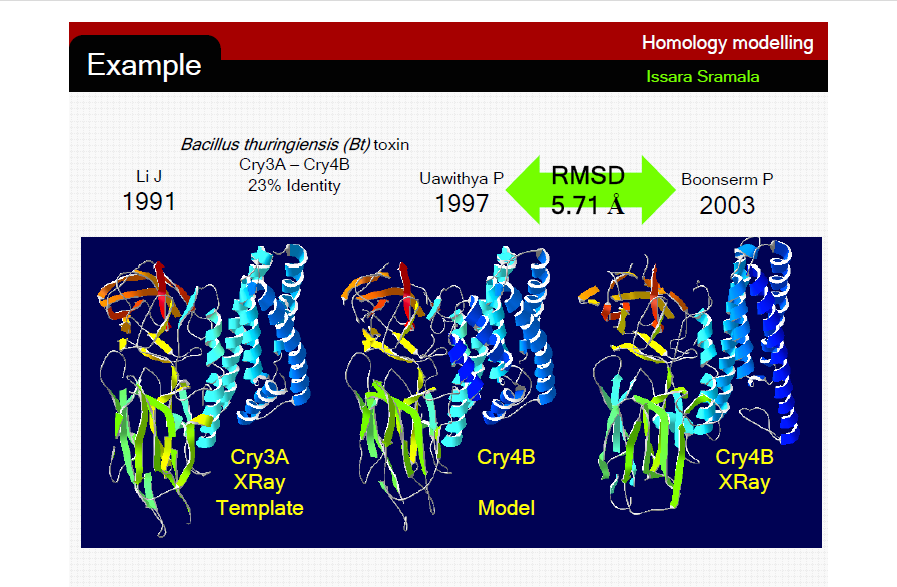 Homology modelling
Example
Issara Sramala
Bacillus thuringiensis (Bt) toxin
Cry3A – Cry4B
23% Identity
Li J
1991
Uawithya P
1997
RMSD
5.71 Å
Boonserm P
2003
Cry3A
XRay
Template
Cry4B
Model
Cry4B
XRay